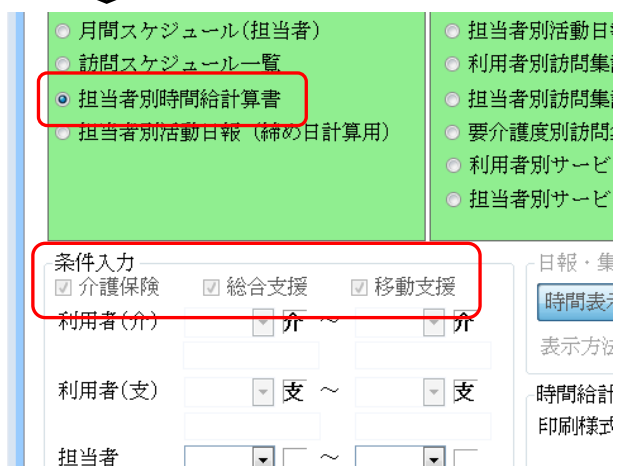 月間スケジュール(担当者)
訪問スケジュール一覧
担当者別時間給計算書
担当者別活動日報（締め日計算用）
担当者別活動日
利用者別訪問集
担当者別訪問集
要介護度別訪問
利用者別サービ
担当者別サービ
条件入力
介護保険 総合支援 移動支援
利用者(介) 介 ～ 介
利用者(支) 支 ～ 支
担当者 ～
日報・集
時間表
表示方法
時間給計
印刷様式